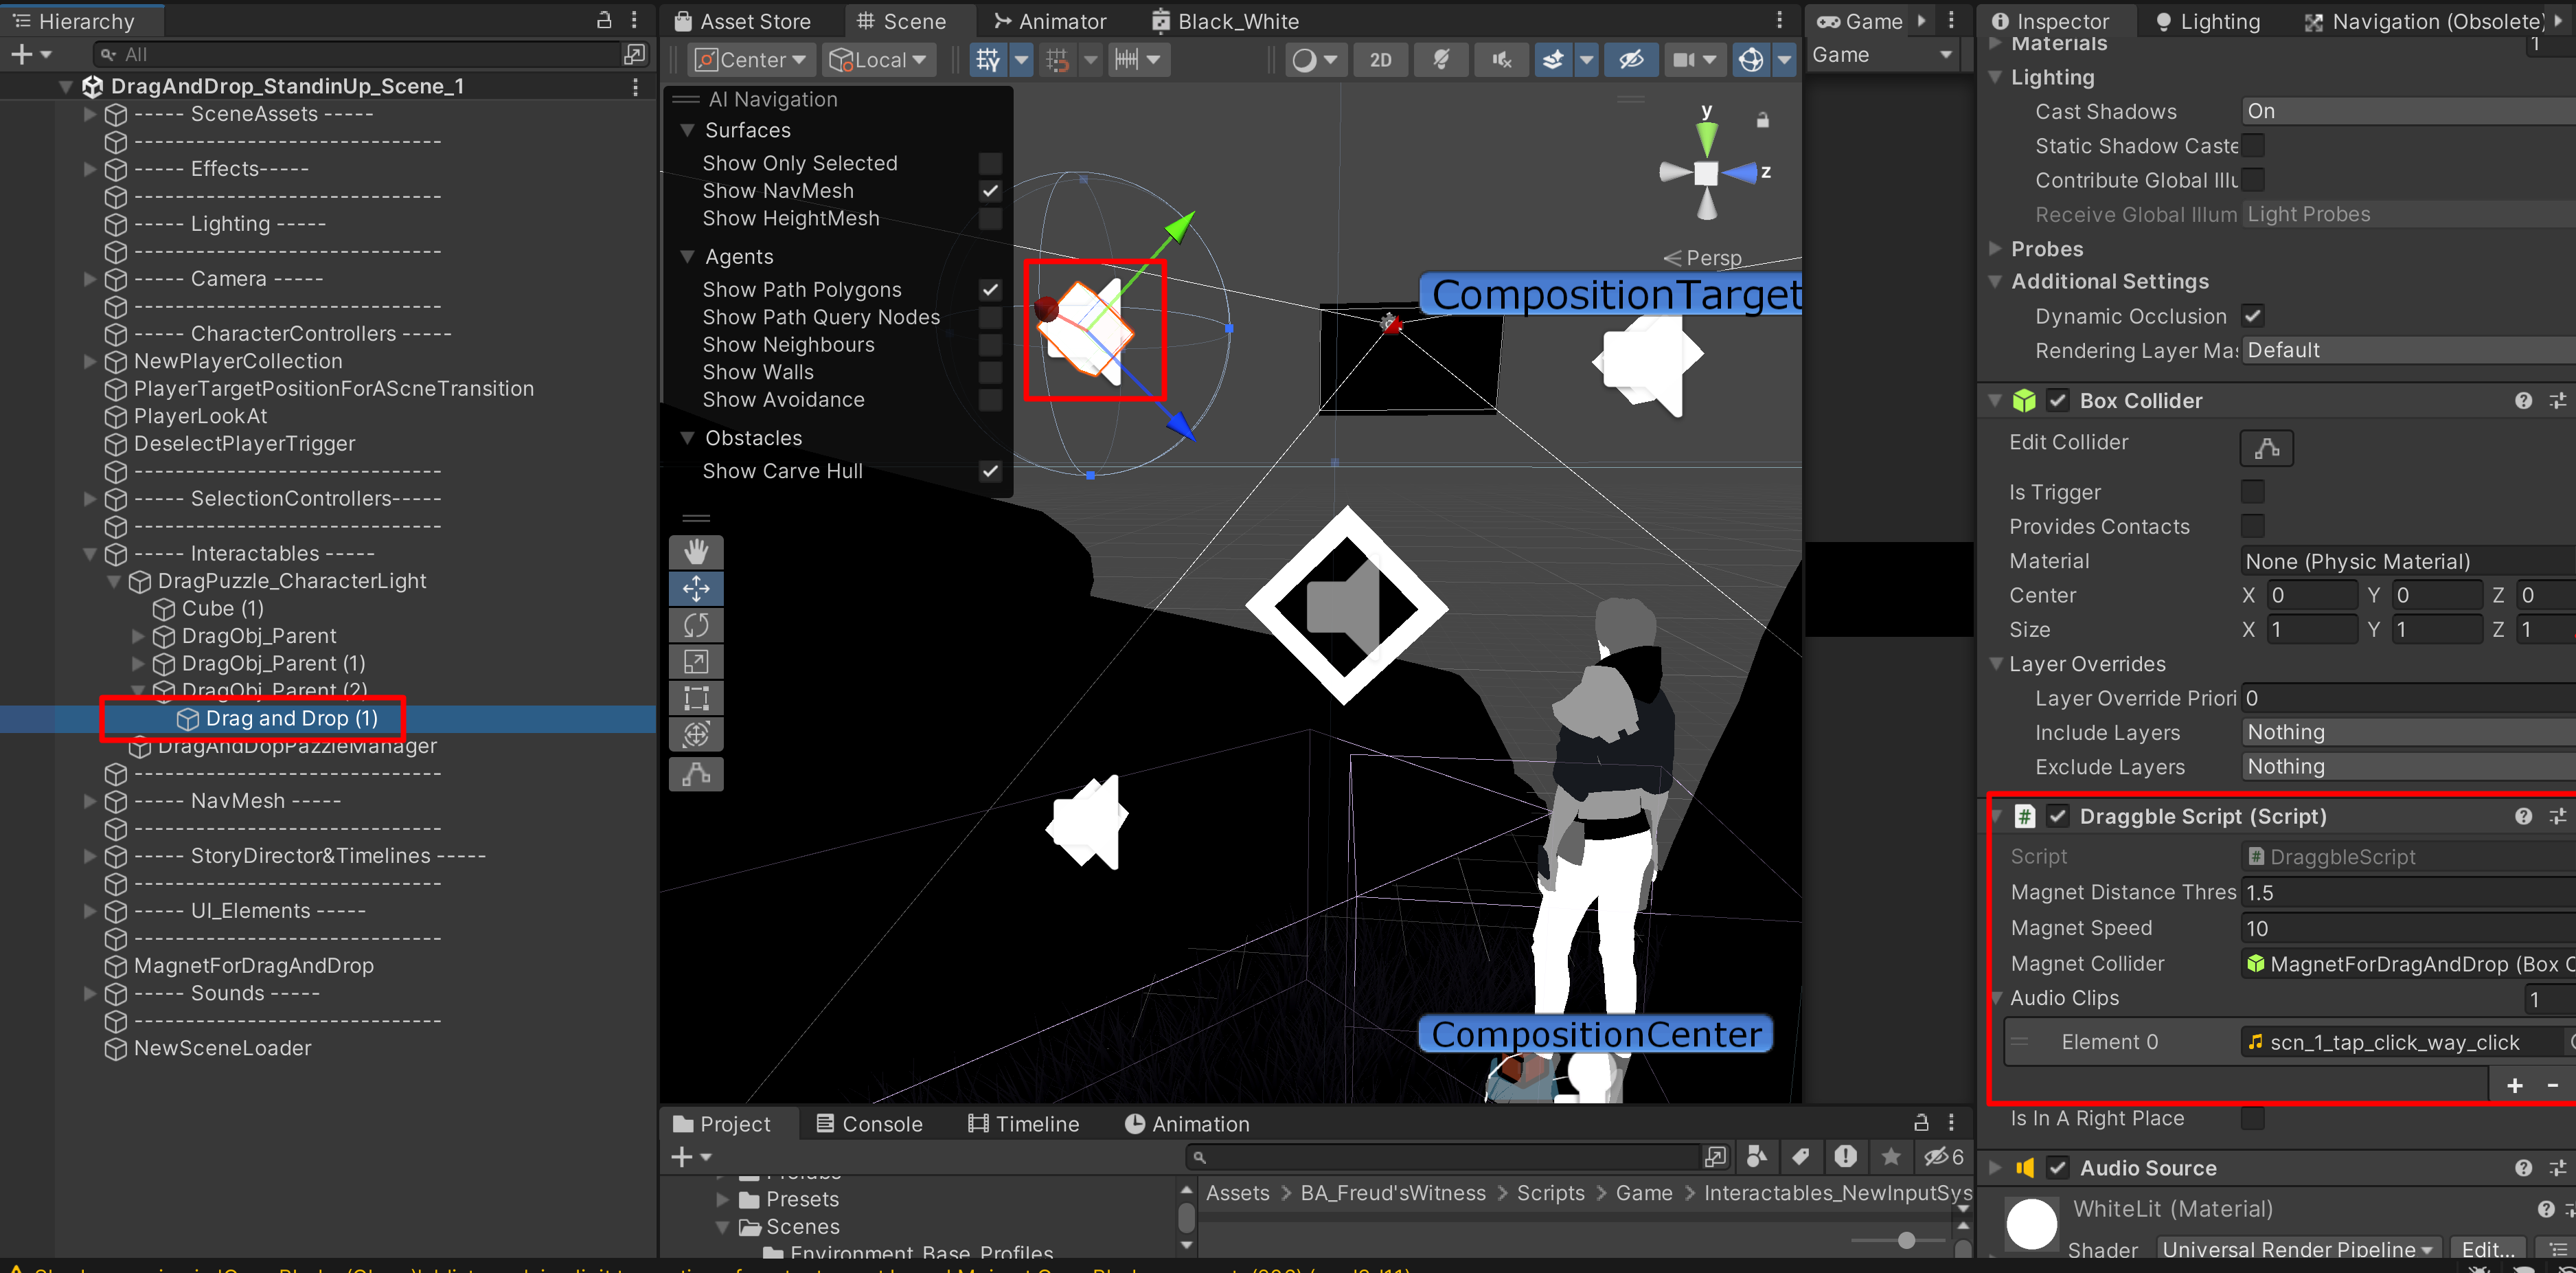 Hierarchy
All
DragAndDrop_StandinUp_Scene_1
----- SceneAssets -----
----------------------------
----- Effects-----
----------------------------
----- Lighting -----
----------------------------
----- Camera -----
----------------------------
----- CharacterControllers -----
NewPlayerCollection
PlayerTargetPositionForAScneTransition
PlayerLookAt
DeselectPlayerTrigger
----------------------------
----- SelectionControllers-----
----------------------------
----- Interactables -----
DragPuzzle_CharacterLight
Cube (1)
DragObj_Parent
DragObj_Parent (1)
DragObj_Parent (2)
Drag and Drop (1)
DragAndDopPazzleManager
----------------------------
----- NavMesh -----
----------------------------
----- StoryDirector&Timelines -----
----------------------------
----- UI_Elements -----
----------------------------
MagnetForDragAndDrop
----- Sounds -----
----------------------------
NewSceneLoader
Asset Store
Scene
Animator
Black_White
Center
Local
2D
AI Navigation
Surfaces
Show Only Selected
Show NavMesh
Show HeightMesh
Agents
Show Path Polygons
Show Path Query Nodes
Show Neighbours
Show Walls
Show Avoidance
Obstacles
Show Carve Hull
y
z
Persp
CompositionTarget
CompositionCenter
Game
Game
Project
Console
Timeline
Animation
6
Presets
Scenes
Environment_Base_Profiles
Assets > BA_Freud'sWitness > Scripts > Game > Interactables_NewInputSys
Inspector
Lighting
Navigation (Obsolete)
Materials
1
Lighting
Cast Shadows On
Static Shadow Caste
Contribute Global Illu
Receive Global Illum Light Probes
Probes
Additional Settings
Dynamic Occlusion
Rendering Layer Mas Default
Box Collider
Edit Collider
Is Trigger
Provides Contacts
Material None (Physic Material)
Center X 0 Y 0 Z 0
Size X 1 Y 1 Z 1
Layer Overrides
Layer Override Priori 0
Include Layers Nothing
Exclude Layers Nothing
Draggble Script (Script)
Script DraggbleScript
Magnet Distance Thres 1.5
Magnet Speed 10
Magnet Collider MagnetForDragAndDrop (Box C
Audio Clips 1
Element 0 scn_1_tap_click_way_click
+ -
Is In A Right Place
Audio Source
WhiteLit (Material)
Shader Universal Render Pipeline Edit...